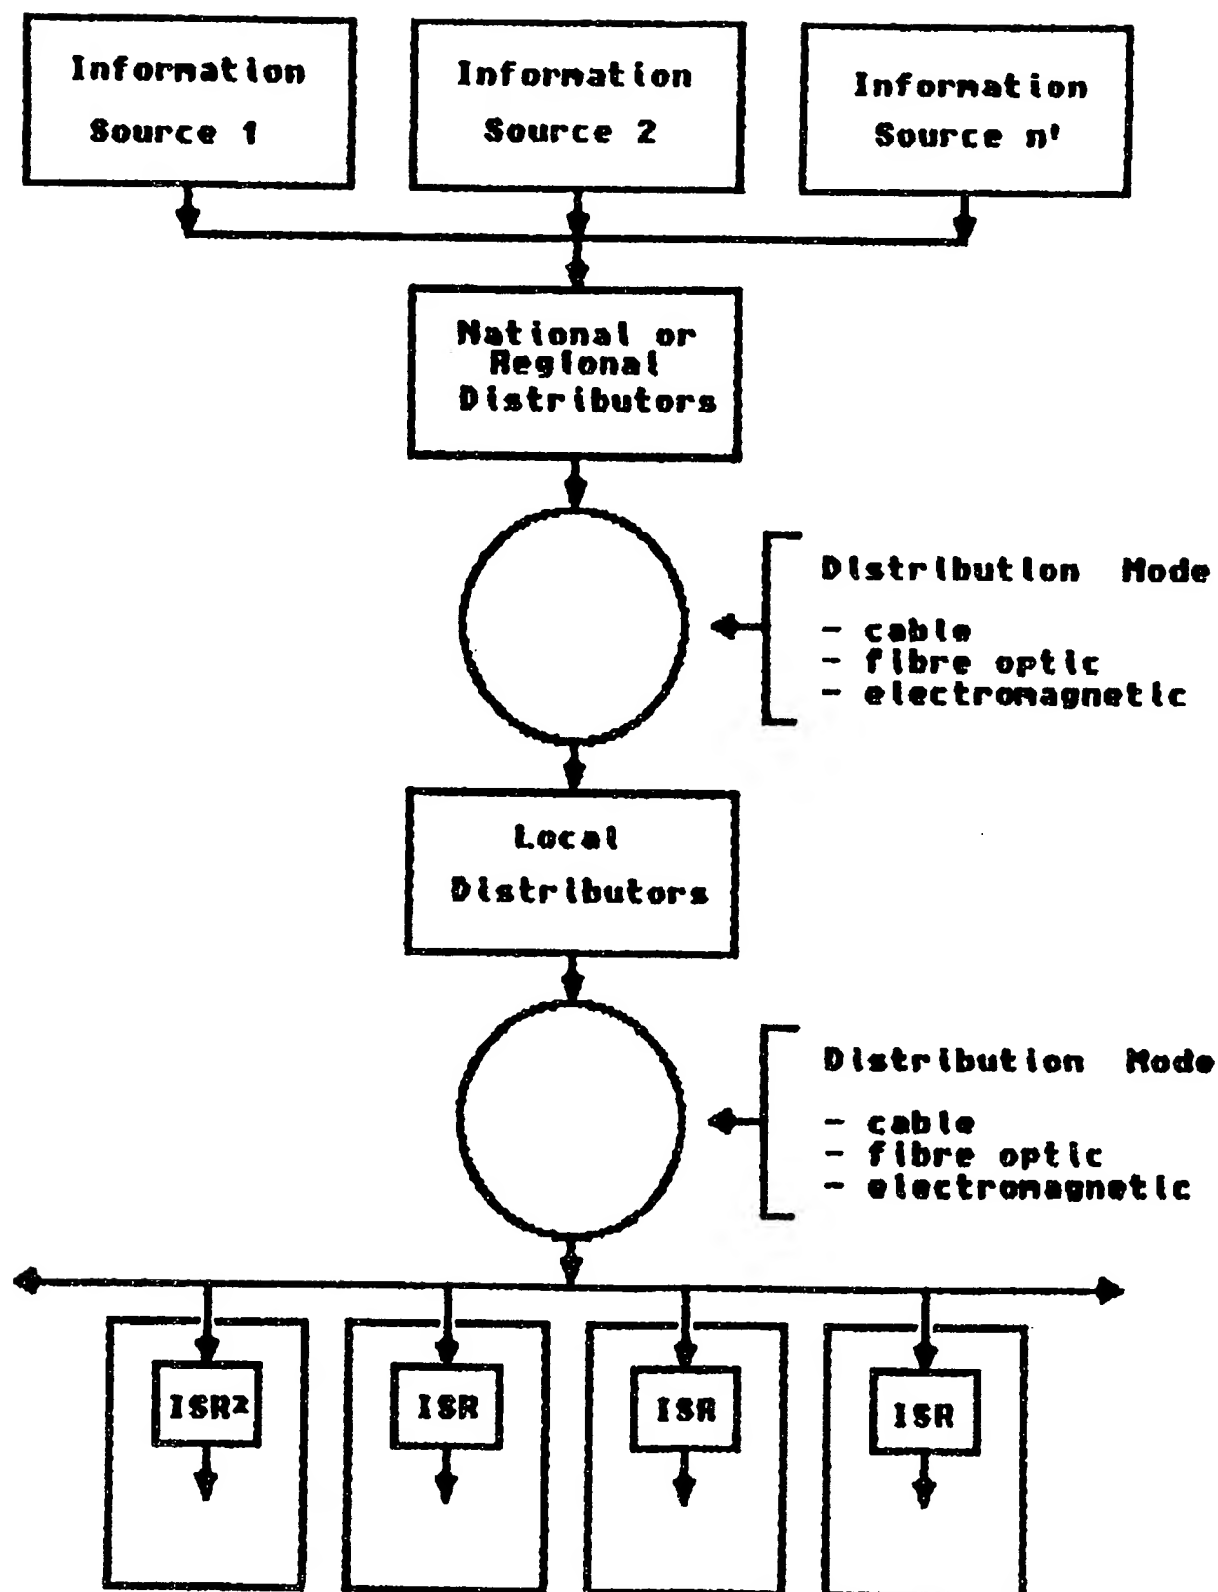 Information
Source 1
Information
Source 2
Information
Source n'
National or
Regional
Distributors
Distribution Mode
- cable
- fibre optic
- electromagnetic
Local
Distributors
Distribution Mode
- cable
- fibre optic
- electromagnetic
ISR²
ISR
ISR
ISR